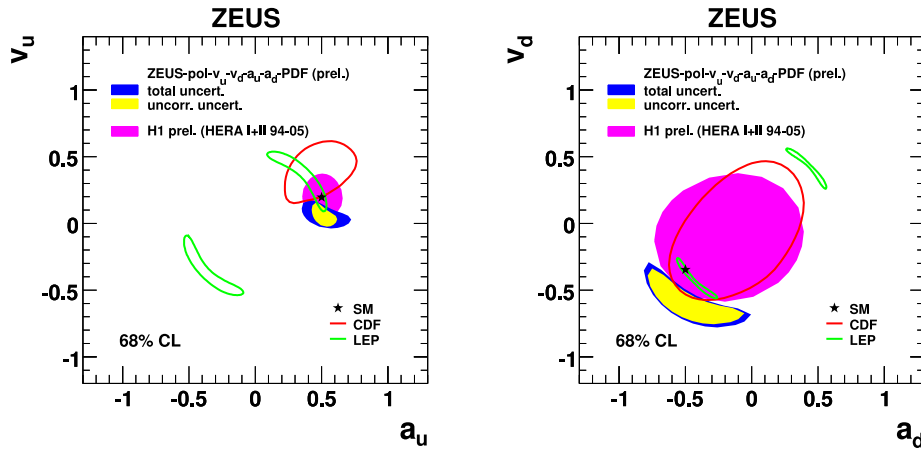 ZEUS
v_u
ZEUS-pol-v_u-v_d-a_u-a_d-PDF (prel.)
total uncert.
uncorr. uncert.
H1 prel. (HERA I+II 94-05)
1
0.5
0
-0.5
-1
SM
CDF
LEP
68% CL
-1 -0.5 0 0.5 1
a_u
ZEUS
v_d
ZEUS-pol-v_u-v_d-a_u-a_d-PDF (prel.)
total uncert.
uncorr. uncert.
H1 prel. (HERA I+II 94-05)
1
0.5
0
-0.5
-1
SM
CDF
LEP
68% CL
-1 -0.5 0 0.5 1
a_d